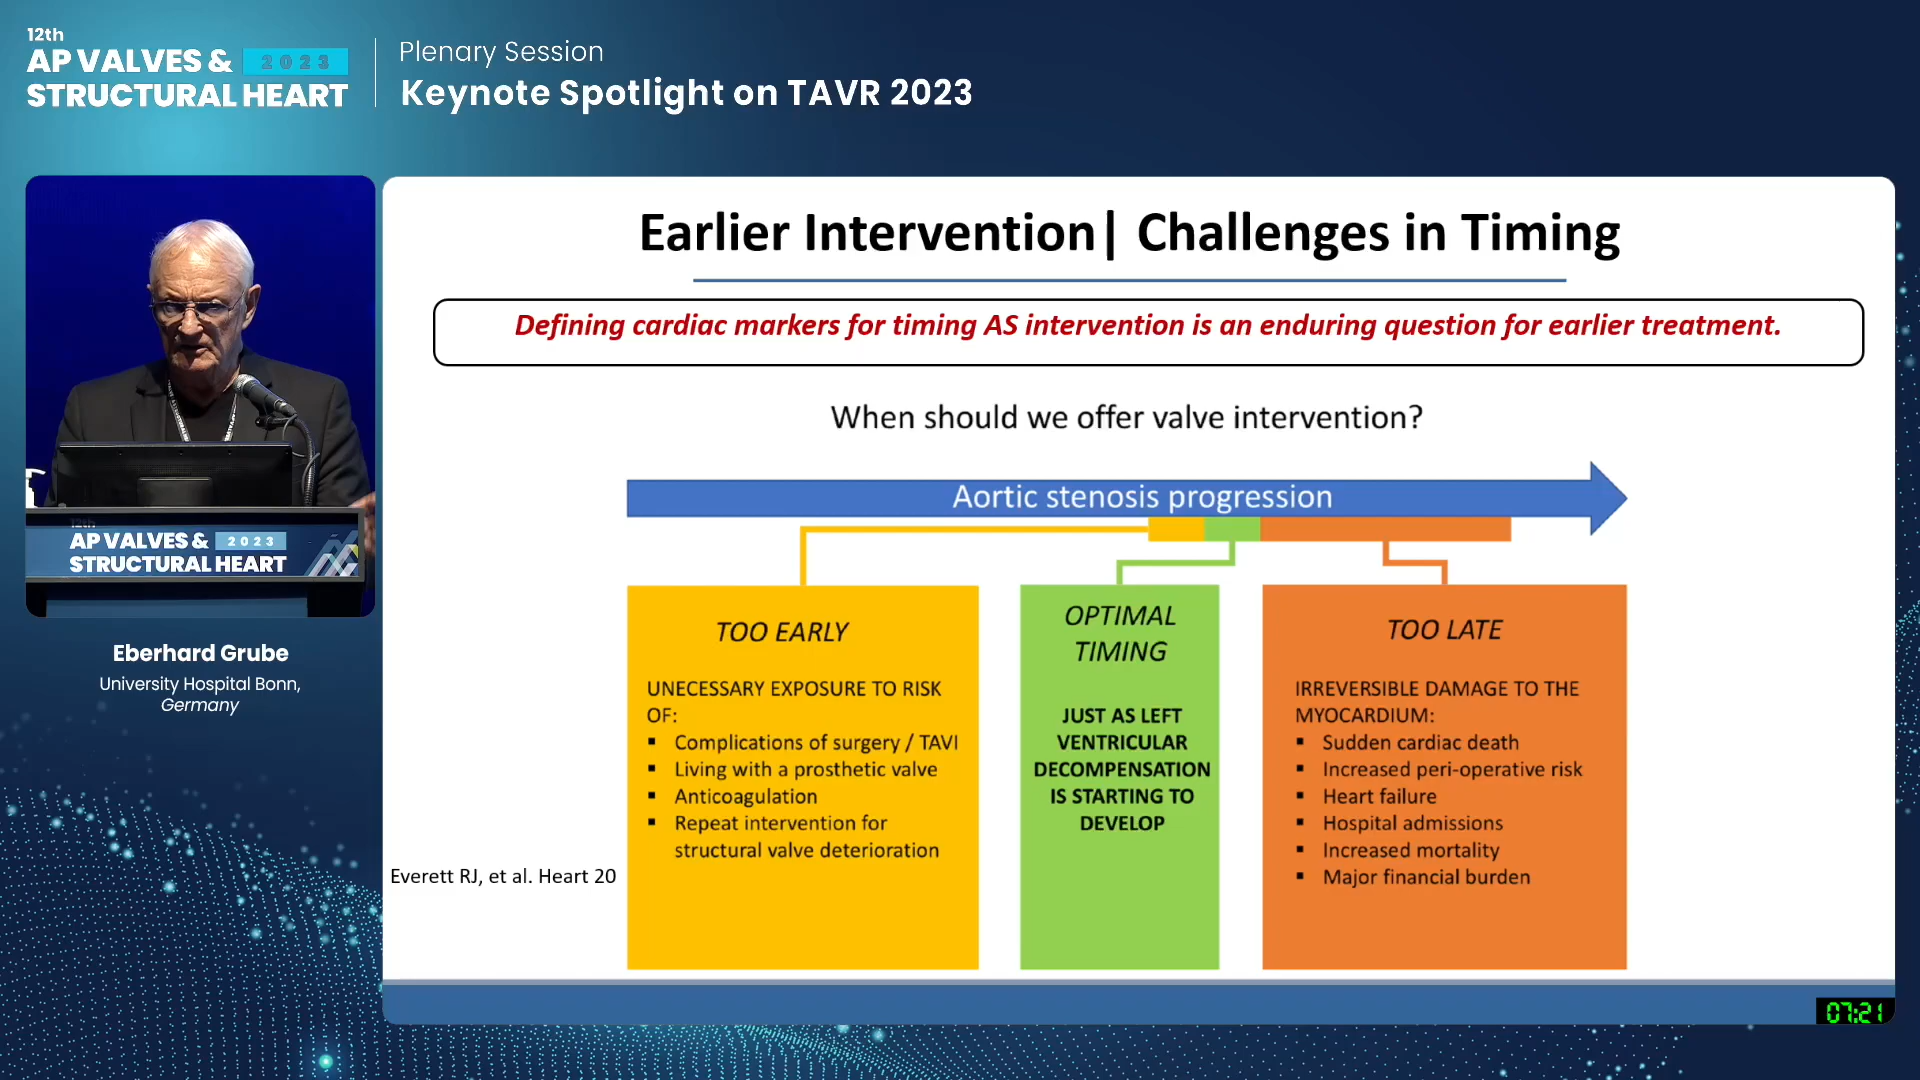 12th
AP VALVES & 2023
STRUCTURAL HEART
Plenary Session
Keynote Spotlight on TAVR 2023
12th
AP VALVES & 2023
STRUCTURAL HEART
Eberhard Grube
University Hospital Bonn,
Germany
Earlier Intervention| Challenges in Timing
Defining cardiac markers for timing AS intervention is an enduring question for earlier treatment.
When should we offer valve intervention?
Aortic stenosis progression
TOO EARLY
UNECESSARY EXPOSURE TO RISK
OF:
▪ Complications of surgery / TAVI
▪ Living with a prosthetic valve
▪ Anticoagulation
▪ Repeat intervention for
structural valve deterioration
OPTIMAL
TIMING
JUST AS LEFT
VENTRICULAR
DECOMPENSATION
IS STARTING TO
DEVELOP
TOO LATE
IRREVERSIBLE DAMAGE TO THE
MYOCARDIUM:
▪ Sudden cardiac death
▪ Increased peri-operative risk
▪ Heart failure
▪ Hospital admissions
▪ Increased mortality
▪ Major financial burden
Everett RJ, et al. Heart 20
07:21